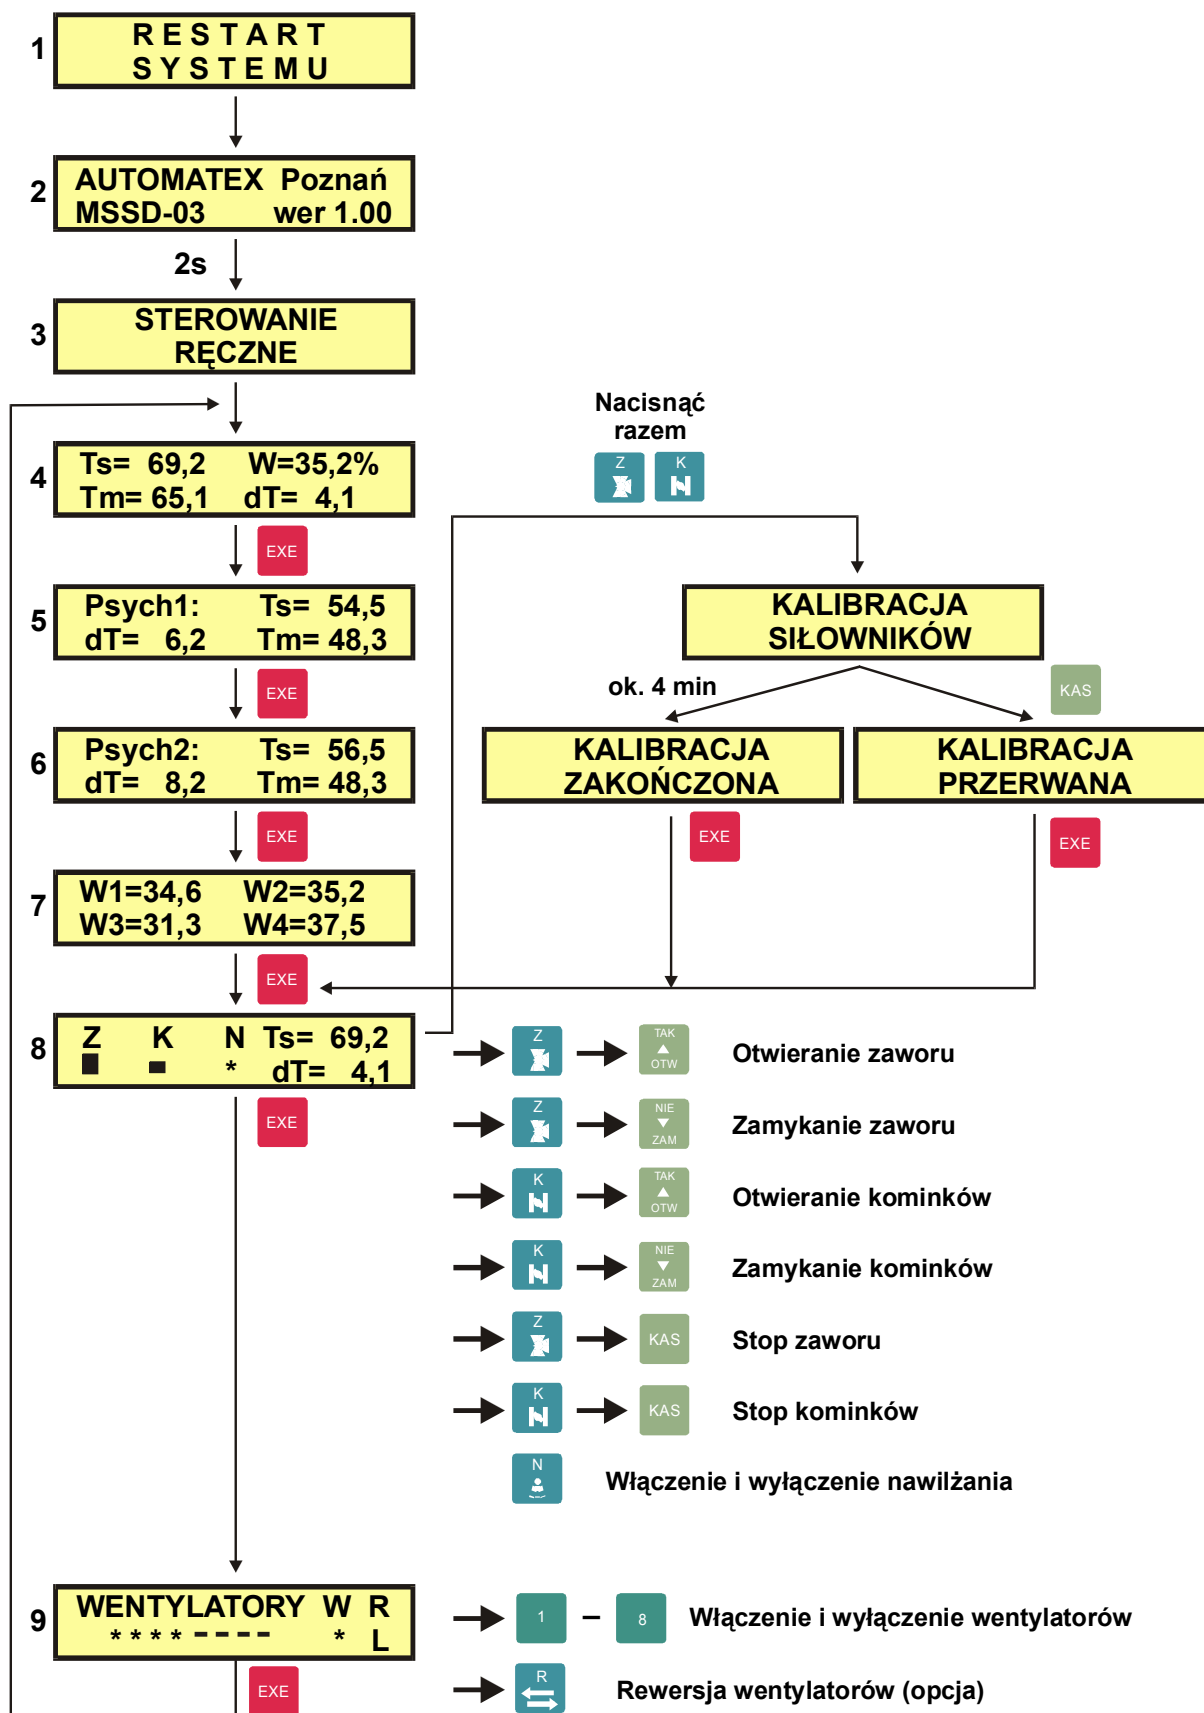 1
R E S T A R T
S Y S T E M U
2
AUTOMATEX Poznań
MSSD-03 wer 1.00
2s
3
STEROWANIE
RĘCZNE
Nacisnąć
razem
Z K
4
Ts= 69,2 W=35,2%
Tm= 65,1 dT= 4,1
EXE
5
Psych1: Ts= 54,5
dT= 6,2 Tm= 48,3
EXE
KALIBRACJA
SIŁOWNIKÓW
ok. 4 min
KAS
6
Psych2: Ts= 56,5
dT= 8,2 Tm= 48,3
EXE
KALIBRACJA
ZAKOŃCZONA
EXE
KALIBRACJA
PRZERWANA
EXE
7
W1=34,6 W2=35,2
W3=31,3 W4=37,5
EXE
8
Z K N Ts= 69,2
* dT= 4,1
EXE
Z TAK OTW Otwieranie zaworu
Z NIE ZAM Zamykanie zaworu
K TAK OTW Otwieranie kominków
K NIE ZAM Zamykanie kominków
Z KAS Stop zaworu
K KAS Stop kominków
N Włączenie i wyłączenie nawilżania
9
WENTYLATORY W R
* * * * - - - - * L
EXE
1 – 8 Włączenie i wyłączenie wentylatorów
R Rewersja wentylatorów (opcja)